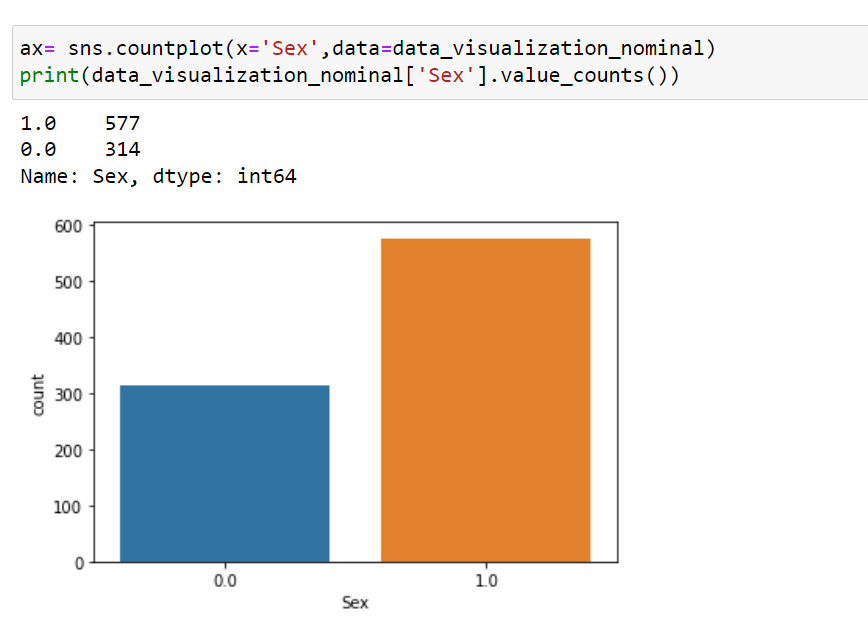 ax= sns.countplot(x='Sex',data=data_visualization_nominal)
print(data_visualization_nominal['Sex'].value_counts())
1.0    577
0.0    314
Name: Sex, dtype: int64
600
500
400
300
200
100
0
count
0.0    1.0
Sex